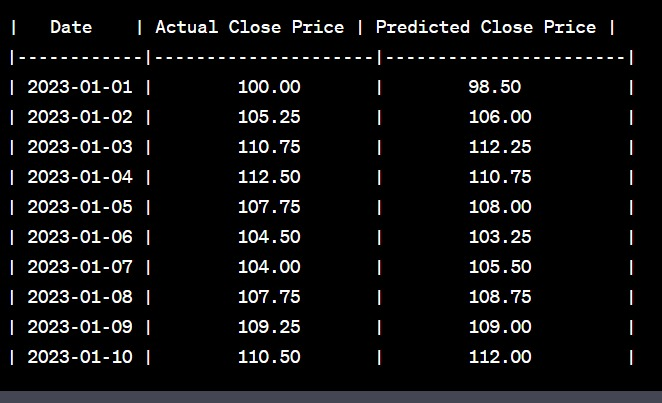 |   Date    | Actual Close Price | Predicted Close Price |
|------------|---------------------|-----------------------|
| 2023-01-01 |        100.00       |        98.50          |
| 2023-01-02 |        105.25       |        106.00         |
| 2023-01-03 |        110.75       |        112.25         |
| 2023-01-04 |        112.50       |        110.75         |
| 2023-01-05 |        107.75       |        108.00         |
| 2023-01-06 |        104.50       |        103.25         |
| 2023-01-07 |        104.00       |        105.50         |
| 2023-01-08 |        107.75       |        108.75         |
| 2023-01-09 |        109.25       |        109.00         |
| 2023-01-10 |        110.50       |        112.00         |